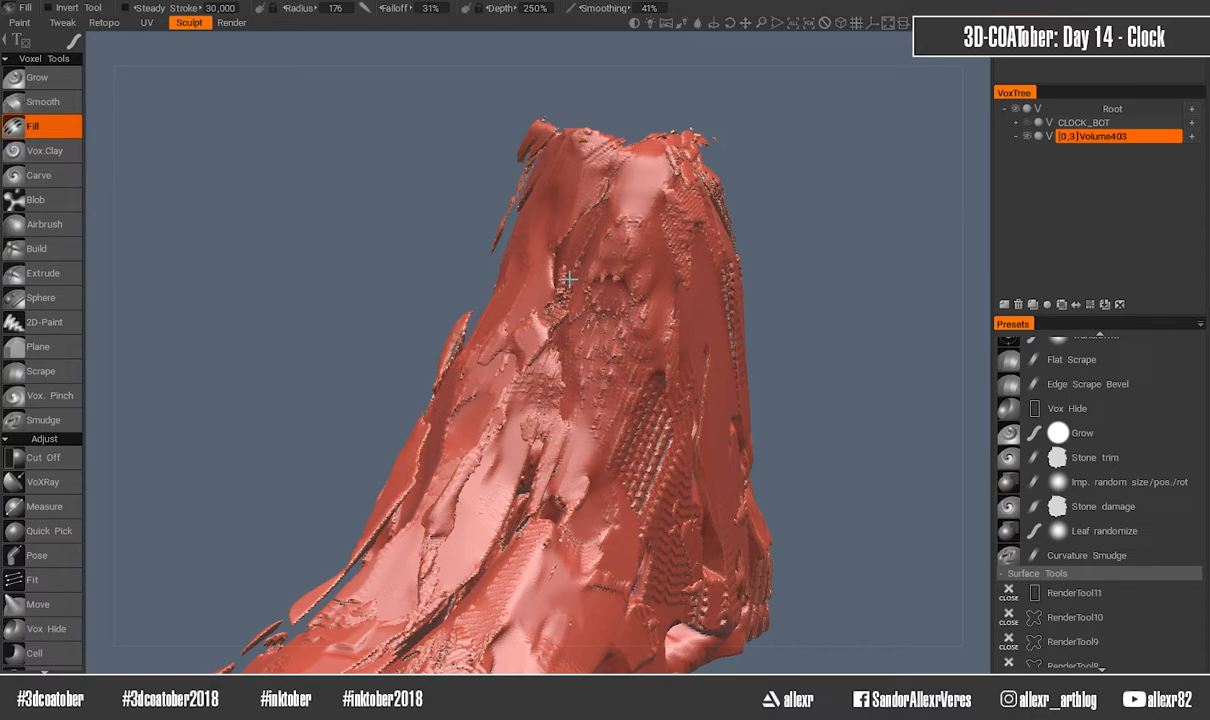 Fill Invert Tool Steady Stroke 30,000 Radius 176 Falloff 31% Depth 250% Smoothing 41%
Paint Tweak Retopo UV Sculpt Render
3D-COATober: Day 14 - Clock
Voxel Tools
Grow
Smooth
Fill
Vox.Clay
Carve
Blob
Airbrush
Build
Extrude
Sphere
2D-Paint
Plane
Scrape
Vox. Pinch
Smudge
Adjust
Cut Off
VoXRay
Measure
Quick Pick
Pose
Fit
Move
Vox Hide
Cell
VoxTree
V Root
V CLOCK_BOT
V [0,3]Volume403
Presets
Flat Scrape
Edge Scrape Bevel
Vox Hide
Grow
Stone trim
Imp. random size/pos./rot
Stone damage
Leaf randomize
Curvature Smudge
Surface Tools
CLOSE RenderTool11
CLOSE RenderTool10
CLOSE RenderTool9
#3dcoatober #3dcoatober2018 #inktober #inktober2018 allexr SandorAllexrVeres allexr_artblog allexr82